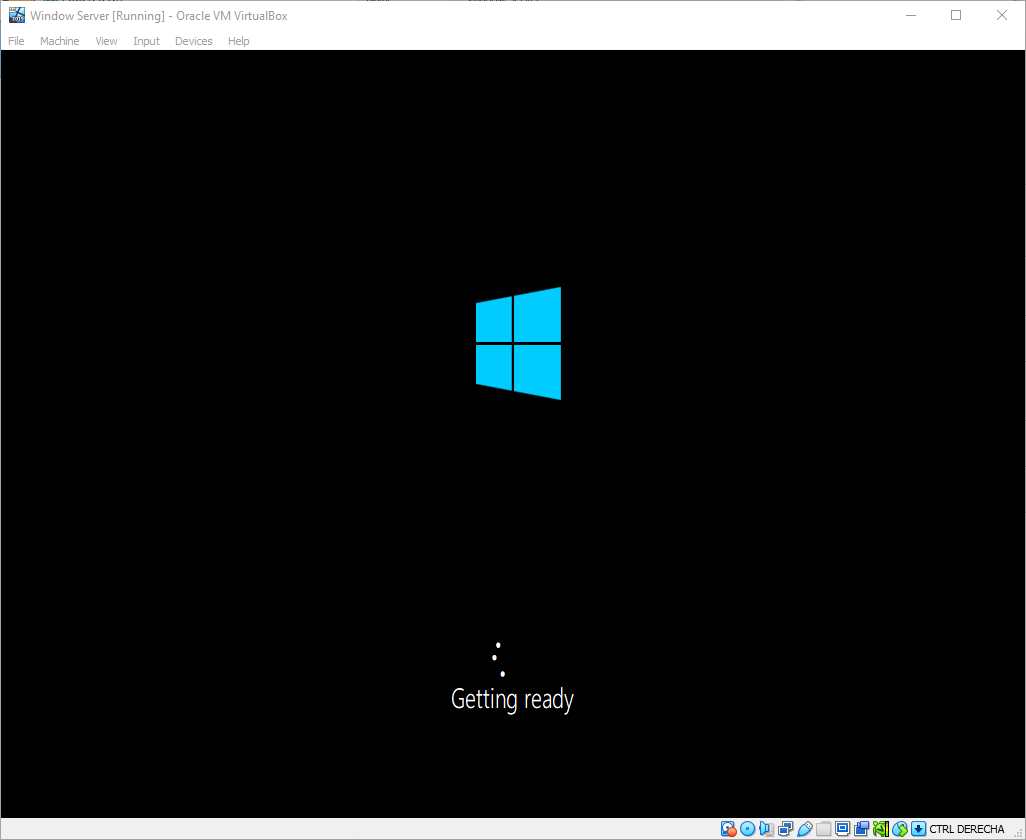 Window Server [Running] - Oracle VM VirtualBox
File Machine View Input Devices Help
Getting ready
CTRL DERECHA